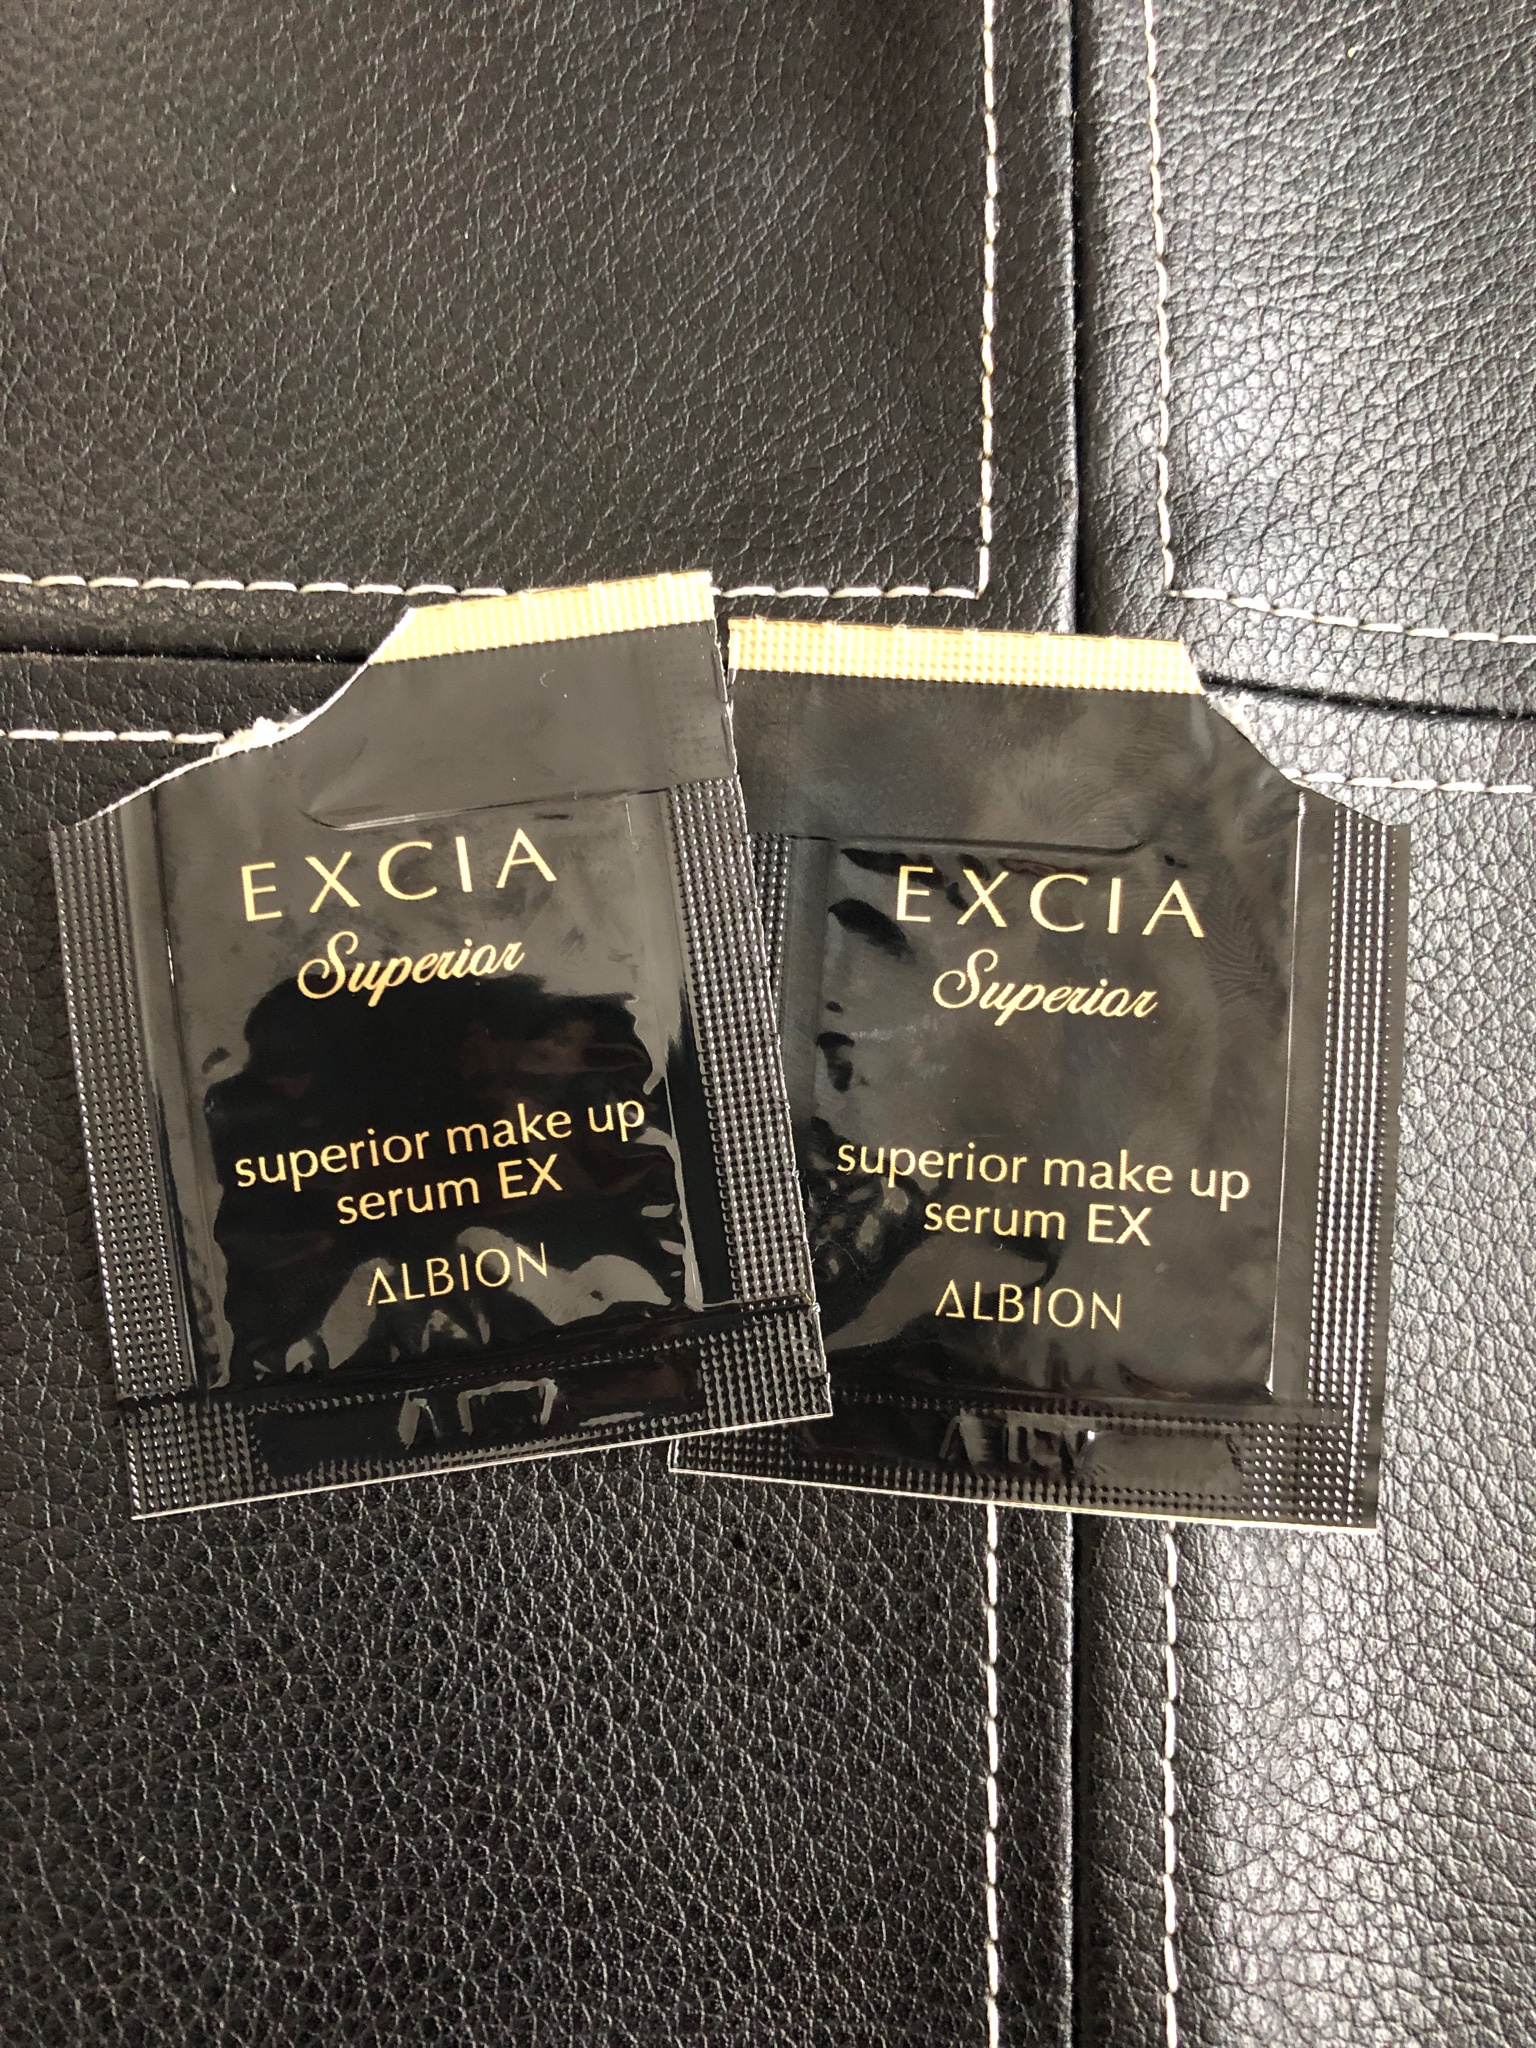 EXCIA
Superior
superior make up
serum EX
ALBION
EXCIA
Superior
superior make up
serum EX
ALBION